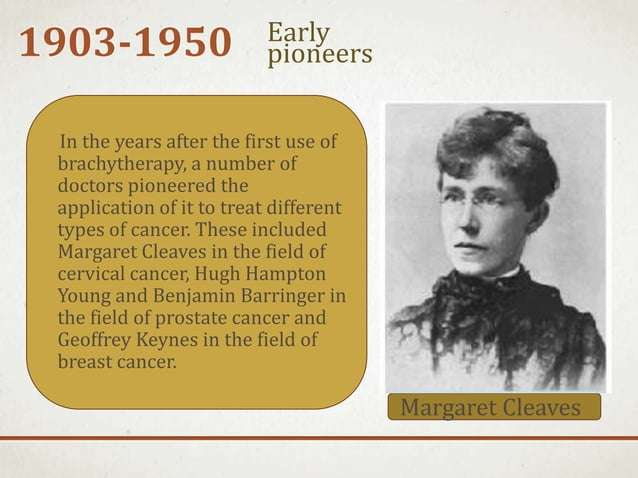 1903-1950
Early
pioneers
In the years after the first use of
brachytherapy, a number of
doctors pioneered the
application of it to treat different
types of cancer. These included
Margaret Cleaves in the field of
cervical cancer, Hugh Hampton
Young and Benjamin Barringer in
the field of prostate cancer and
Geoffrey Keynes in the field of
breast cancer.
Margaret Cleaves